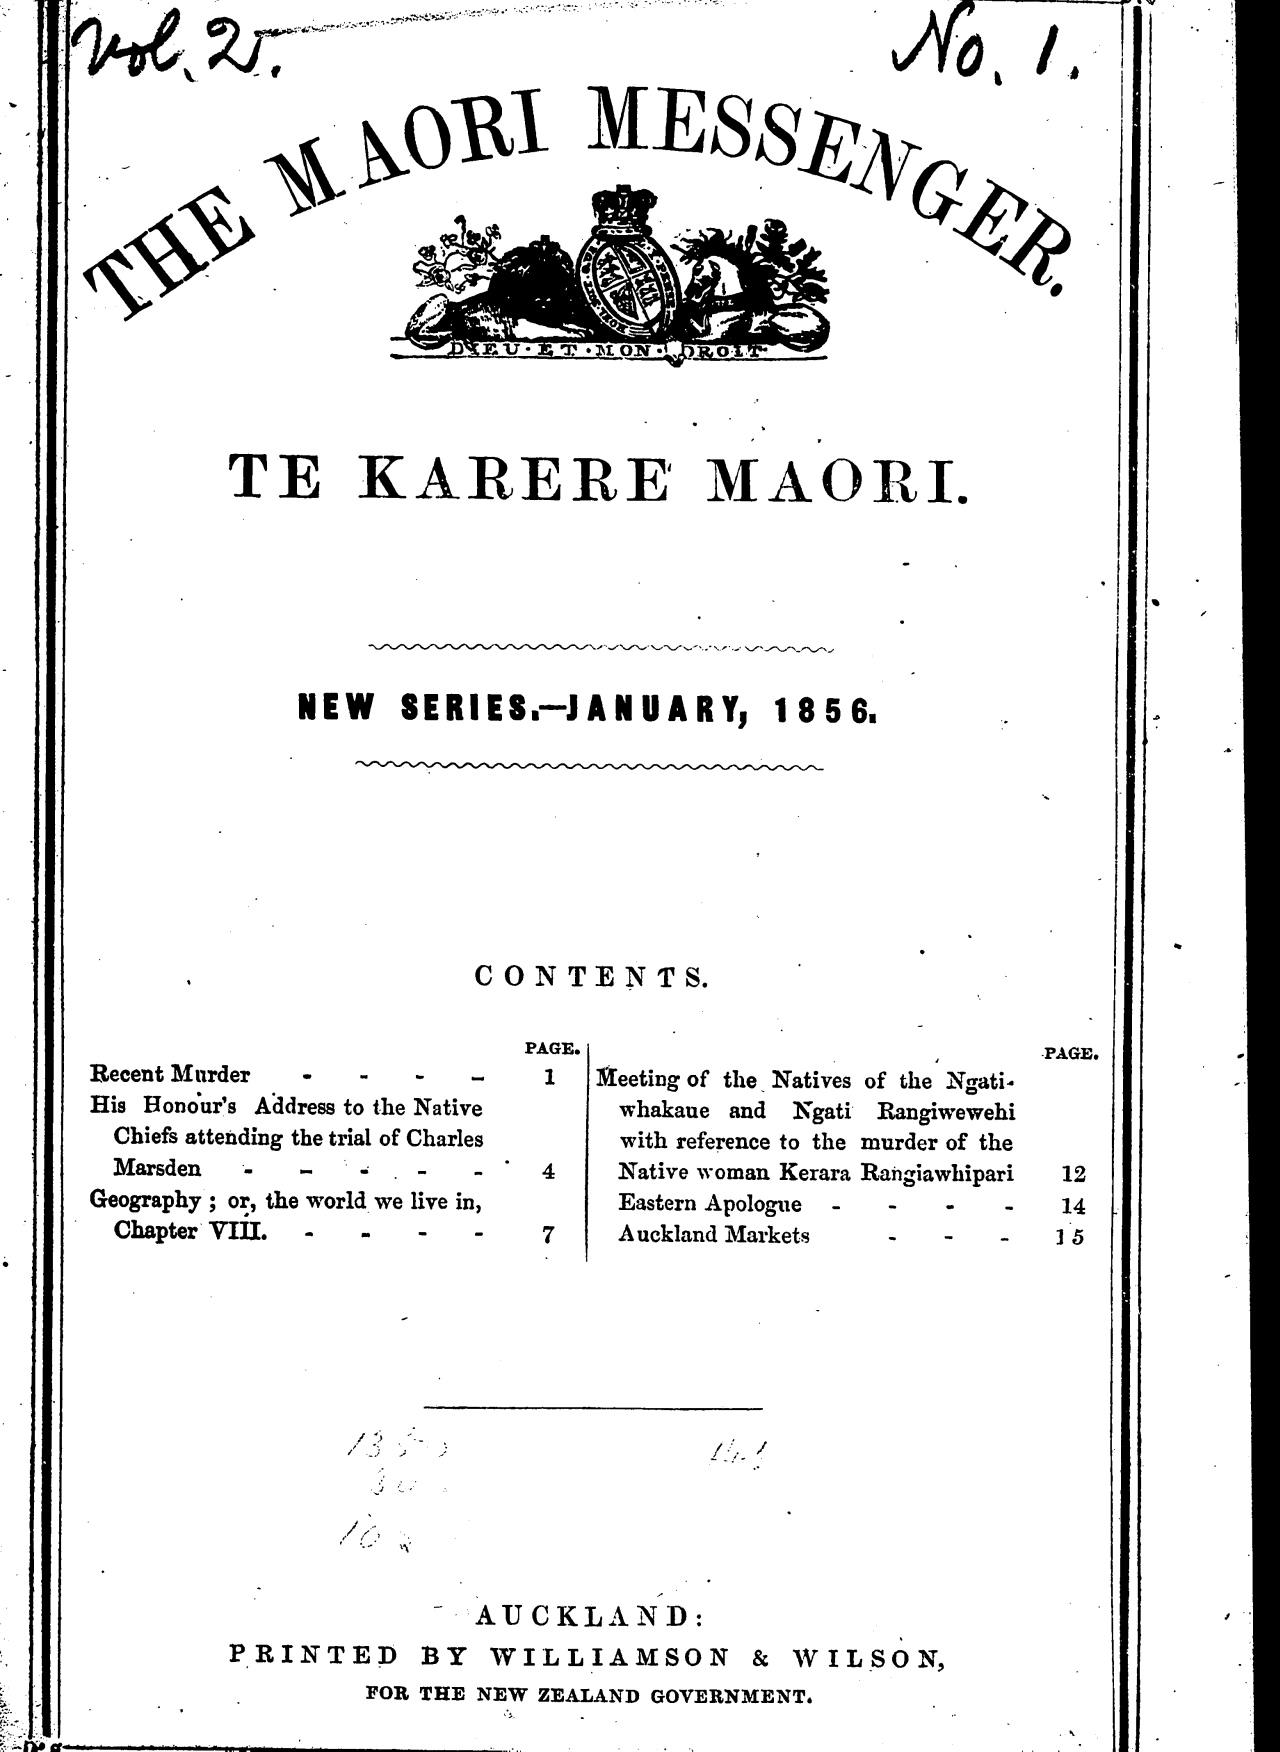 Vol. 2.
No. 1.
THE MAORI MESSENGER.
DIEU · ET · MON · DROIT
TE KARERE MAORI.
NEW SERIES.—JANUARY, 1856.
CONTENTS.
PAGE.
Recent Murder - - - - 1
His Honour's Address to the Native
Chiefs attending the trial of Charles
Marsden - - - - - 4
Geography ; or, the world we live in,
Chapter VIII. - - - - 7
PAGE.
Meeting of the Natives of the Ngati-
whakaue and Ngati Rangiwewehi
with reference to the murder of the
Native woman Kerara Rangiawhipari 12
Eastern Apologue - - - - 14
Auckland Markets - - - 15
AUCKLAND:
PRINTED BY WILLIAMSON & WILSON,
FOR THE NEW ZEALAND GOVERNMENT.